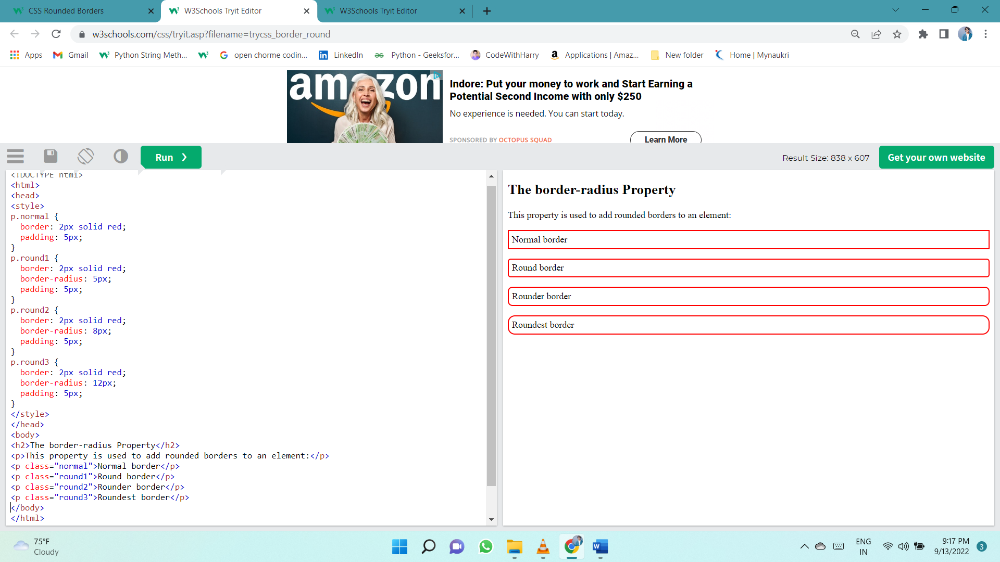 CSS Rounded Borders
W3Schools Tryit Editor
W3Schools Tryit Editor
w3schools.com/css/tryit.asp?filename=trycss_border_round
Apps
Gmail
Python String Meth...
open chorme codin...
LinkedIn
Python - Geeksfor...
CodeWithHarry
Applications | Amaz...
New folder
Home | Mynaukri
amazon
Indore: Put your money to work and Start Earning a
Potential Second Income with only $250
No experience is needed. You can start today.
SPONSORED BY OCTOPUS SQUAD
Learn More
Run ❯
Result Size: 838 x 607
Get your own website
<!DOCTYPE html>
<html>
<head>
<style>
p.normal {
  border: 2px solid red;
  padding: 5px;
}
p.round1 {
  border: 2px solid red;
  border-radius: 5px;
  padding: 5px;
}
p.round2 {
  border: 2px solid red;
  border-radius: 8px;
  padding: 5px;
}
p.round3 {
  border: 2px solid red;
  border-radius: 12px;
  padding: 5px;
}
</style>
</head>
<body>
<h2>The border-radius Property</h2>
<p>This property is used to add rounded borders to an element:</p>
<p class="normal">Normal border</p>
<p class="round1">Round border</p>
<p class="round2">Rounder border</p>
<p class="round3">Roundest border</p>
</body>
</html>
The border-radius Property
This property is used to add rounded borders to an element:
Normal border
Round border
Rounder border
Roundest border
75°F
Cloudy
ENG
IN
9:17 PM
9/13/2022
3